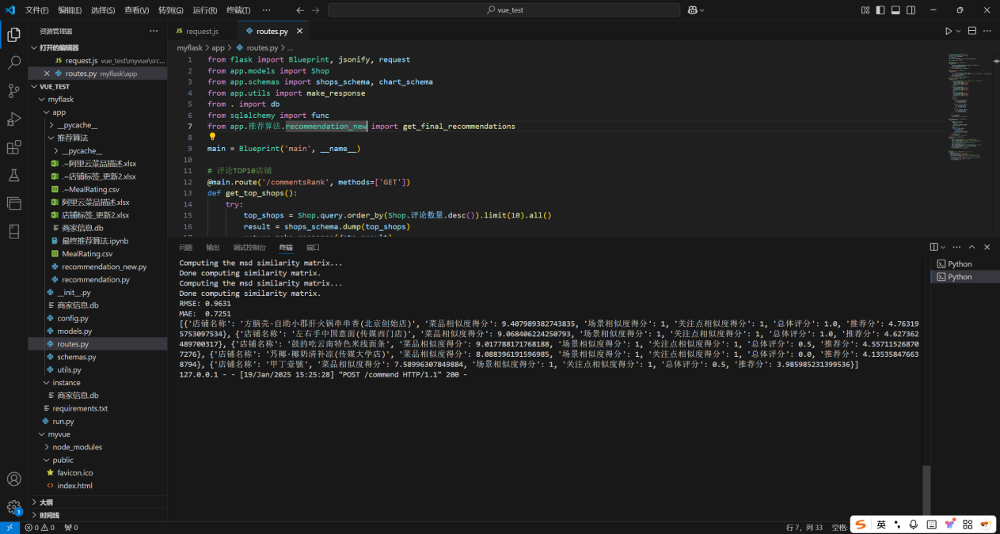 文件(F) 编辑(E) 选择(S) 查看(V) 转到(G) 运行(R) 终端(T) ··· vue_test
资源管理器 ···
打开的编辑器
JS request.js vue_test\myvue\src...
routes.py myflask\app
VUE_TEST
myflask
app
__pycache__
推荐算法
__pycache__
.~阿里云菜品描述.xlsx
.~店铺标签_更新2.xlsx
.~MealRating.csv
阿里云菜品描述.xlsx
店铺标签_更新2.xlsx
商家信息.db
最终推荐算法.ipynb
MealRating.csv
recommendation_new.py
recommendation.py
__init__.py
商家信息.db
config.py
models.py
routes.py
schemas.py
utils.py
instance
商家信息.db
requirements.txt
run.py
myvue
node_modules
public
favicon.ico
index.html
大纲
时间线
JS request.js routes.py
myflask > app > routes.py > ...
1 from flask import Blueprint, jsonify, request
2 from app.models import Shop
3 from app.schemas import shops_schema, chart_schema
4 from app.utils import make_response
5 from . import db
6 from sqlalchemy import func
7 from app.推荐算法.recommendation_new import get_final_recommendations
8
9 main = Blueprint('main', __name__)
10
11 # 评论TOP10店铺
12 @main.route('/commentsRank', methods=['GET'])
13 def get_top_shops():
14 try:
15 top_shops = Shop.query.order_by(Shop.评论数量.desc()).limit(10).all()
16 result = shops_schema.dump(top_shops)
17 return make_response(data=result)
问题 输出 调试控制台 终端 端口
Computing the msd similarity matrix...
Done computing similarity matrix.
Computing the msd similarity matrix...
Done computing similarity matrix.
RMSE: 0.9631
MAE: 0.7251
[{'店铺名称': '方脑壳·自助小郡肝火锅串串香(北京创始店)', '菜品相似度得分': 9.407989382743835, '场景相似度得分': 1, '关注点相似度得分': 1, '总体评分': 1.0, '推荐分': 4.76319
5753097534}, {'店铺名称': '左右手中国意面(传媒西门店)', '菜品相似度得分': 9.068406224250793, '场景相似度得分': 1, '关注点相似度得分': 1, '总体评分': 1.0, '推荐分': 4.627362
489700317}, {'店铺名称': '鼓的吃云南特色米线面条', '菜品相似度得分': 9.017788171768188, '场景相似度得分': 1, '关注点相似度得分': 1, '总体评分': 0.5, '推荐分': 4.55711526870
7276}, {'店铺名称': '艿椰·椰奶清补凉(传媒大学店)', '菜品相似度得分': 8.088396191596985, '场景相似度得分': 1, '关注点相似度得分': 1, '总体评分': 0.0, '推荐分': 4.13535847663
8794}, {'店铺名称': '甲丁壹號', '菜品相似度得分': 7.58996307849884, '场景相似度得分': 1, '关注点相似度得分': 1, '总体评分': 0.5, '推荐分': 3.985985231399536}]
127.0.0.1 - - [19/Jan/2025 15:25:28] "POST /commend HTTP/1.1" 200 -
Python
Python
1
0 0 0 行 7，列 33 空格:
英